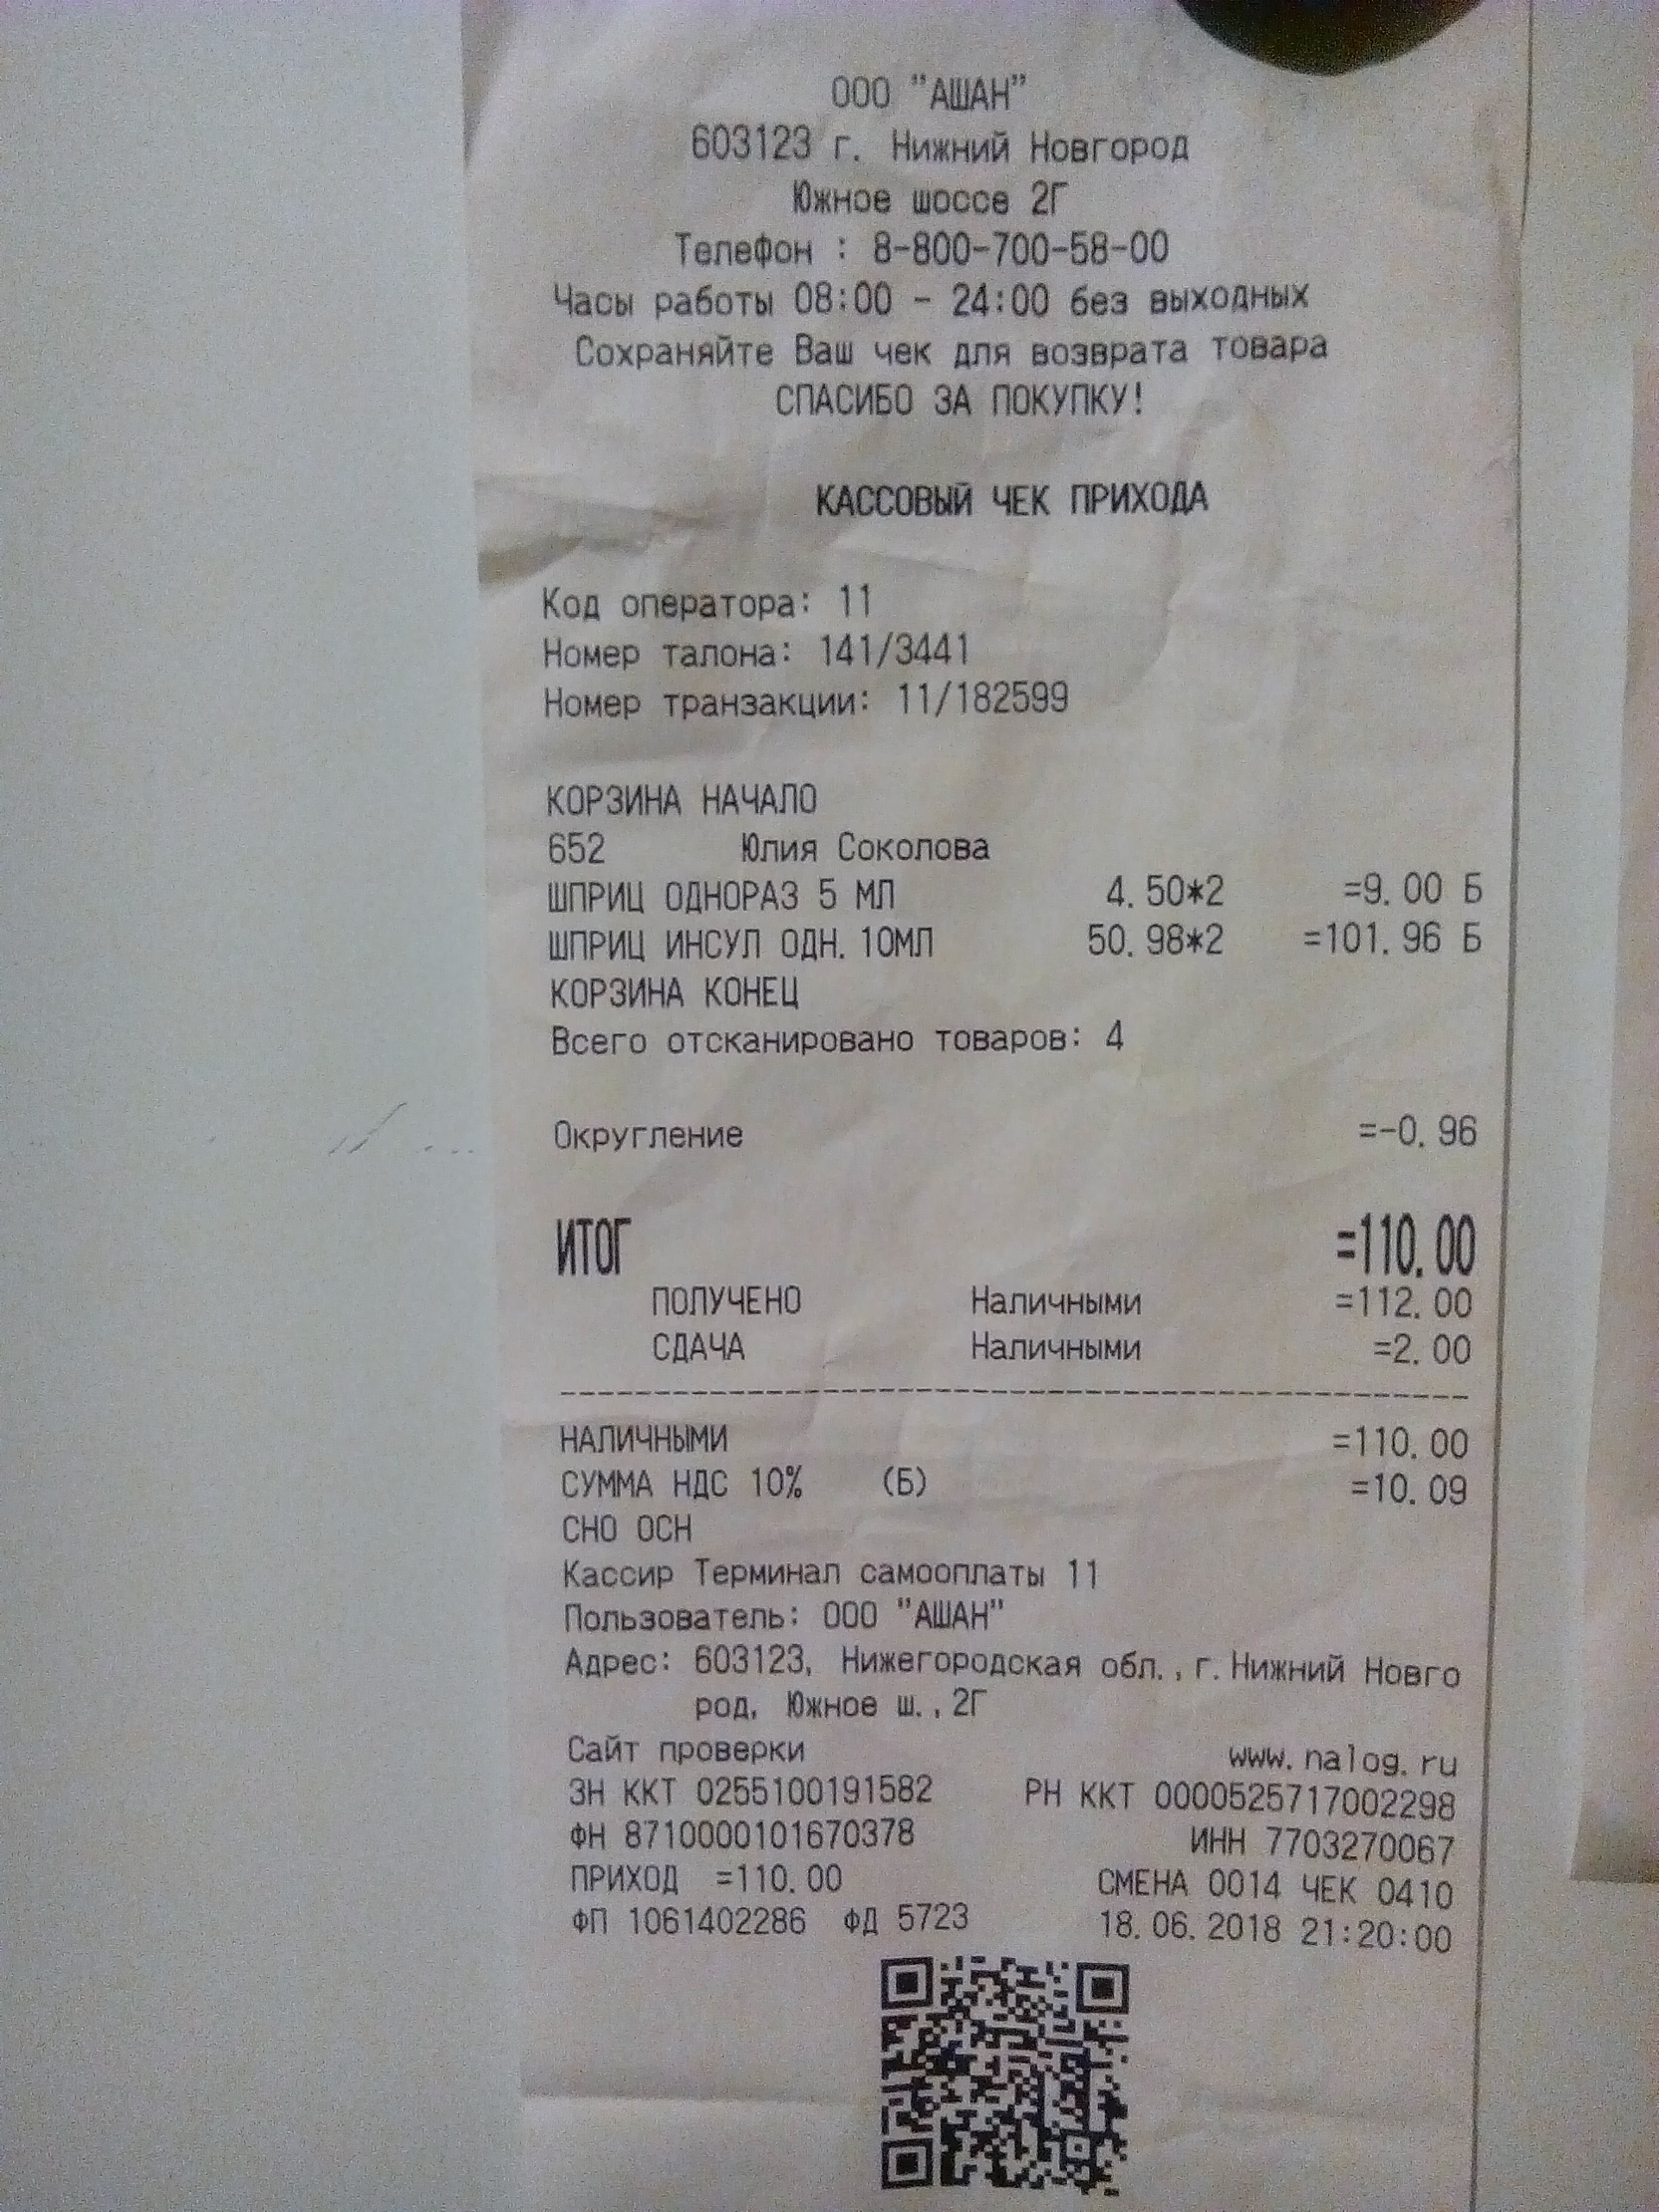 ООО "АШАН"
603123 г. Нижний Новгород
Южное шоссе 2Г
Телефон : 8-800-700-58-00
Часы работы 08:00 - 24:00 без выходных
Сохраняйте Ваш чек для возврата товара
СПАСИБО ЗА ПОКУПКУ!
КАССОВЫЙ ЧЕК ПРИХОДА
Код оператора: 11
Номер талона: 141/3441
Номер транзакции: 11/182599
КОРЗИНА НАЧАЛО
652 Юлия Соколова
ШПРИЦ ОДНОРАЗ 5 МЛ 4.50*2 =9.00 Б
ШПРИЦ ИНСУЛ ОДН.10МЛ 50.98*2 =101.96 Б
КОРЗИНА КОНЕЦ
Всего отсканировано товаров: 4
Округление =-0.96
ИТОГ =110.00
ПОЛУЧЕНО Наличными =112.00
СДАЧА Наличными =2.00
НАЛИЧНЫМИ =110.00
СУММА НДС 10% (Б) =10.09
СНО ОСН
Кассир Терминал самооплаты 11
Пользователь: ООО "АШАН"
Адрес: 603123, Нижегородская обл.,г.Нижний Новго
род, Южное ш.,2Г
Сайт проверки www.nalog.ru
ЗН ККТ 0255100191582 РН ККТ 0000525717002298
ФН 8710000101670378 ИНН 7703270067
ПРИХОД =110.00 СМЕНА 0014 ЧЕК 0410
ФП 1061402286 ФД 5723 18.06.2018 21:20:00